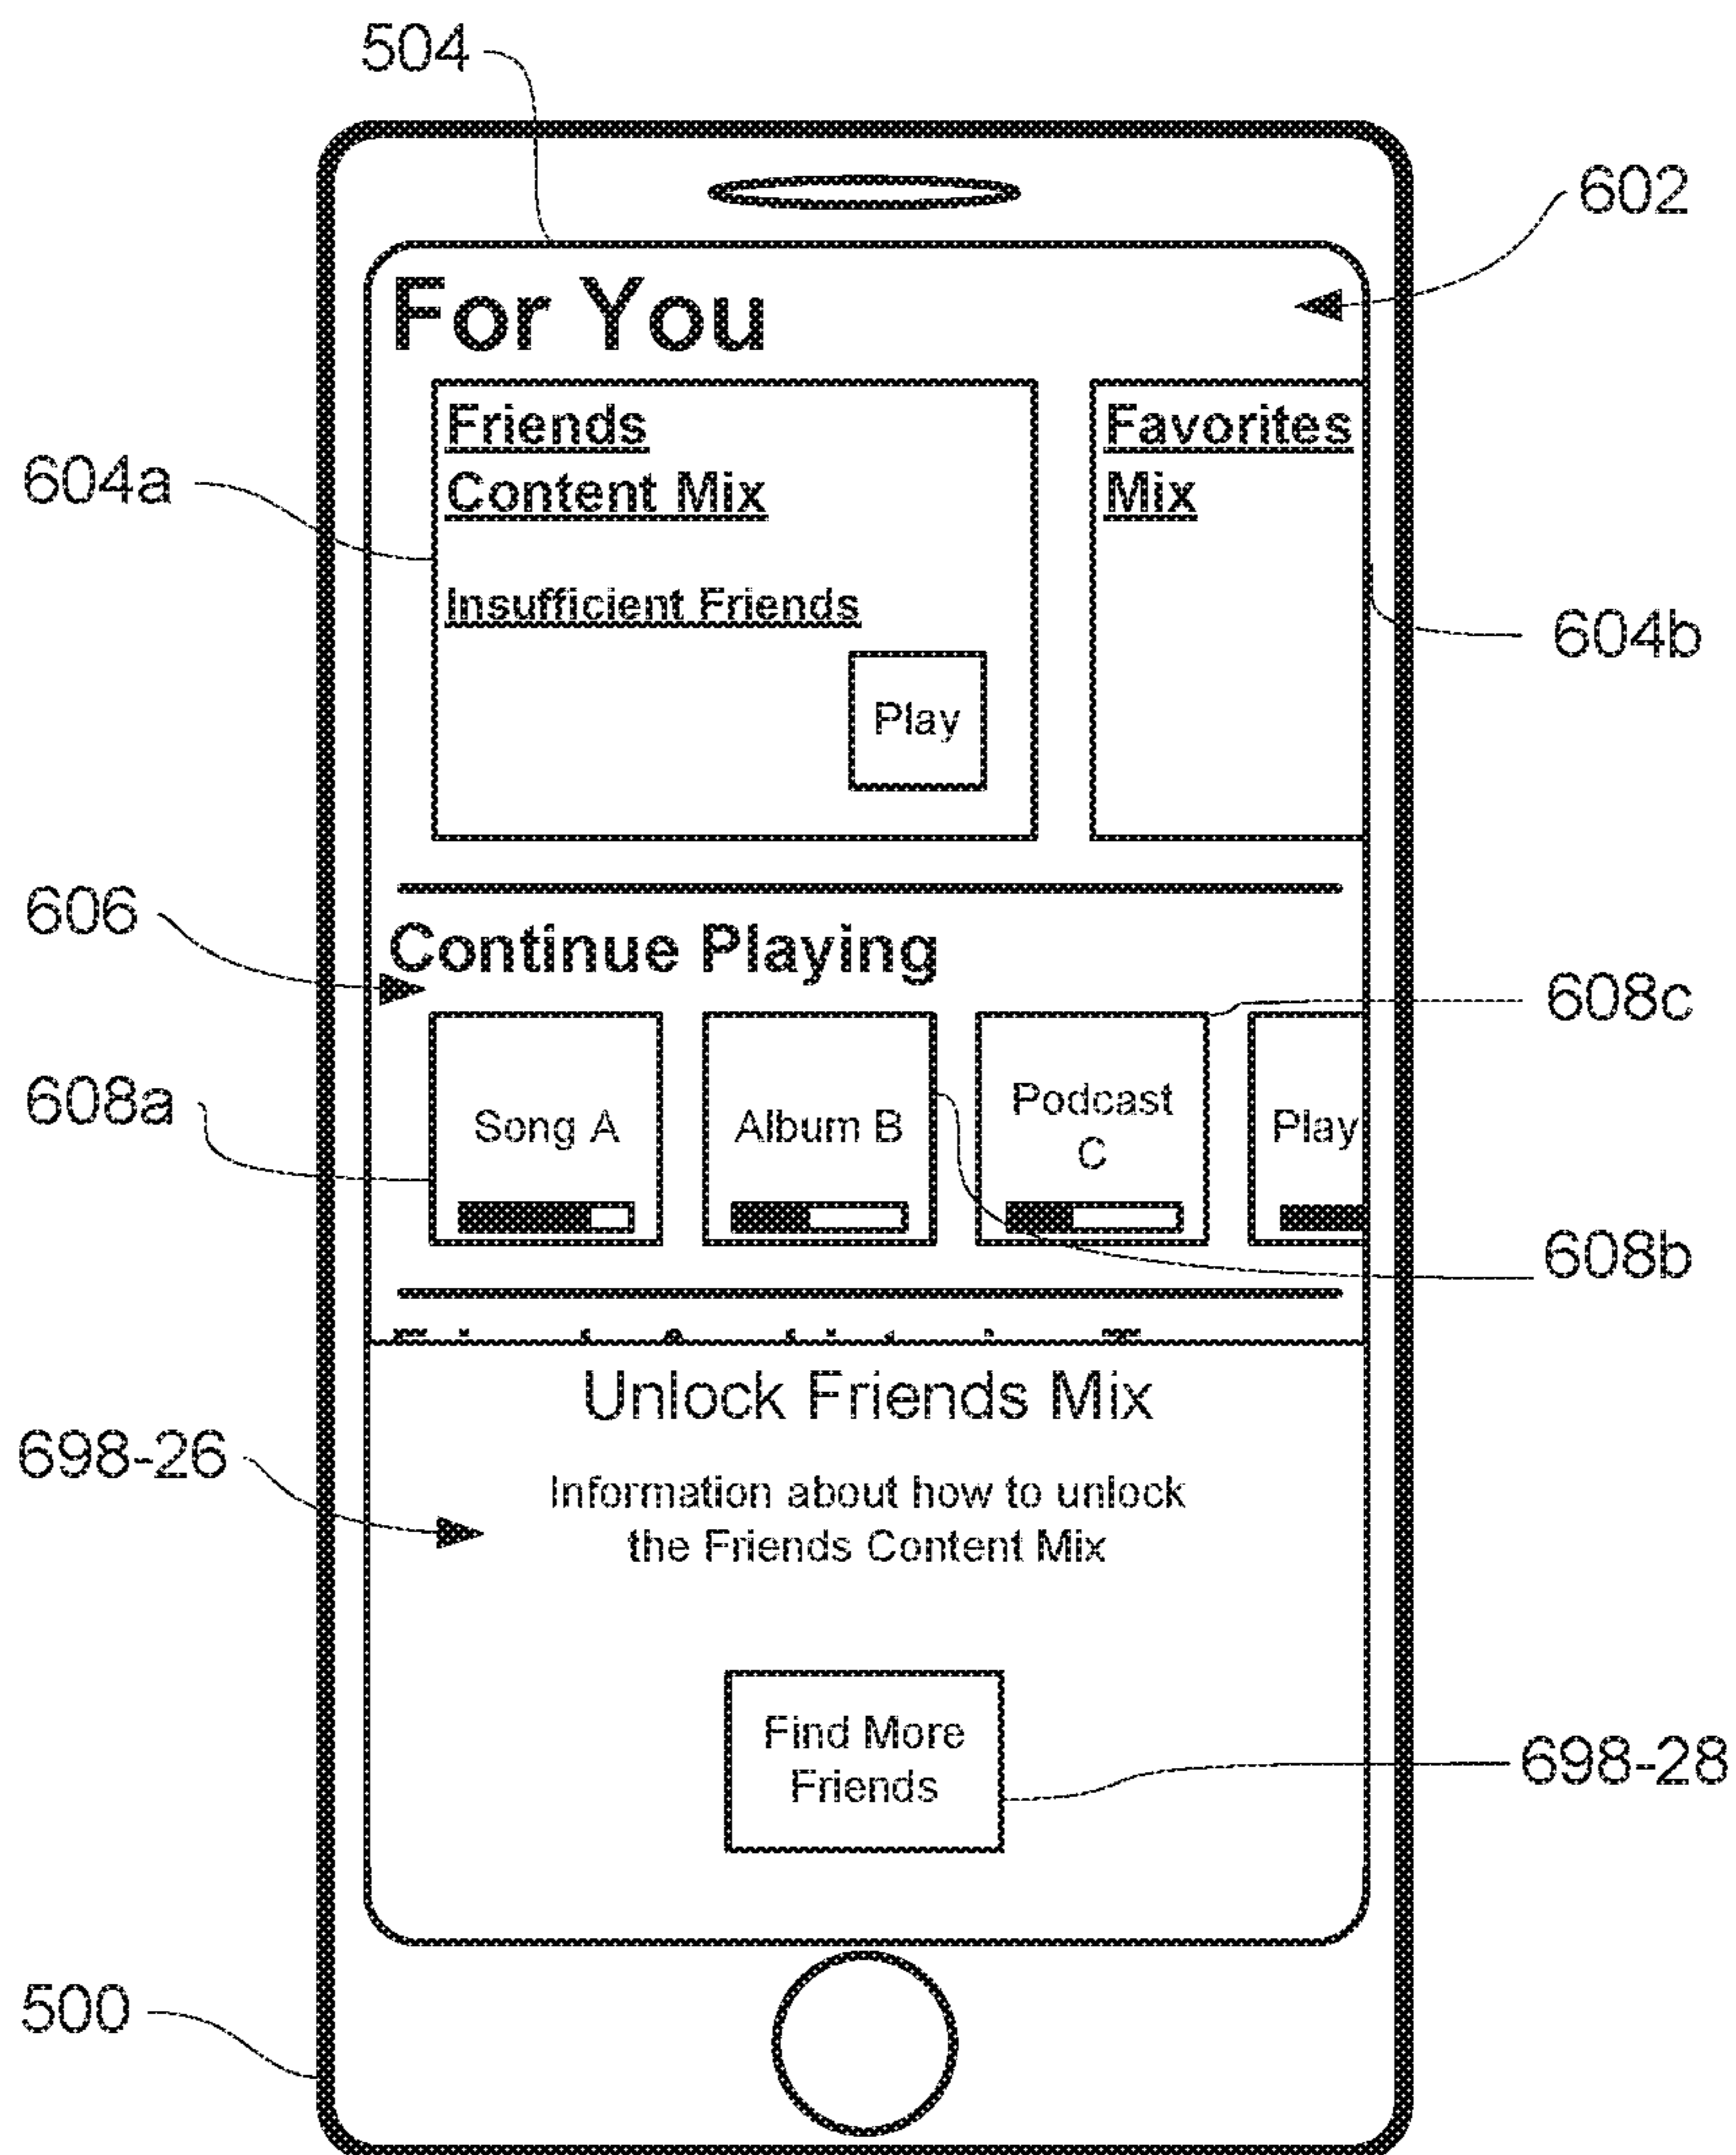 504
602
For You
Friends
Content Mix
Favorites
Mix
604a
Insufficient Friends
604b
Play
606
Continue Playing
608c
608a
Song A
Album B
Podcast
C
Play
608b
Unlock Friends Mix
698-26
Information about how to unlock
the Friends Content Mix
Find More
Friends
698-28
500